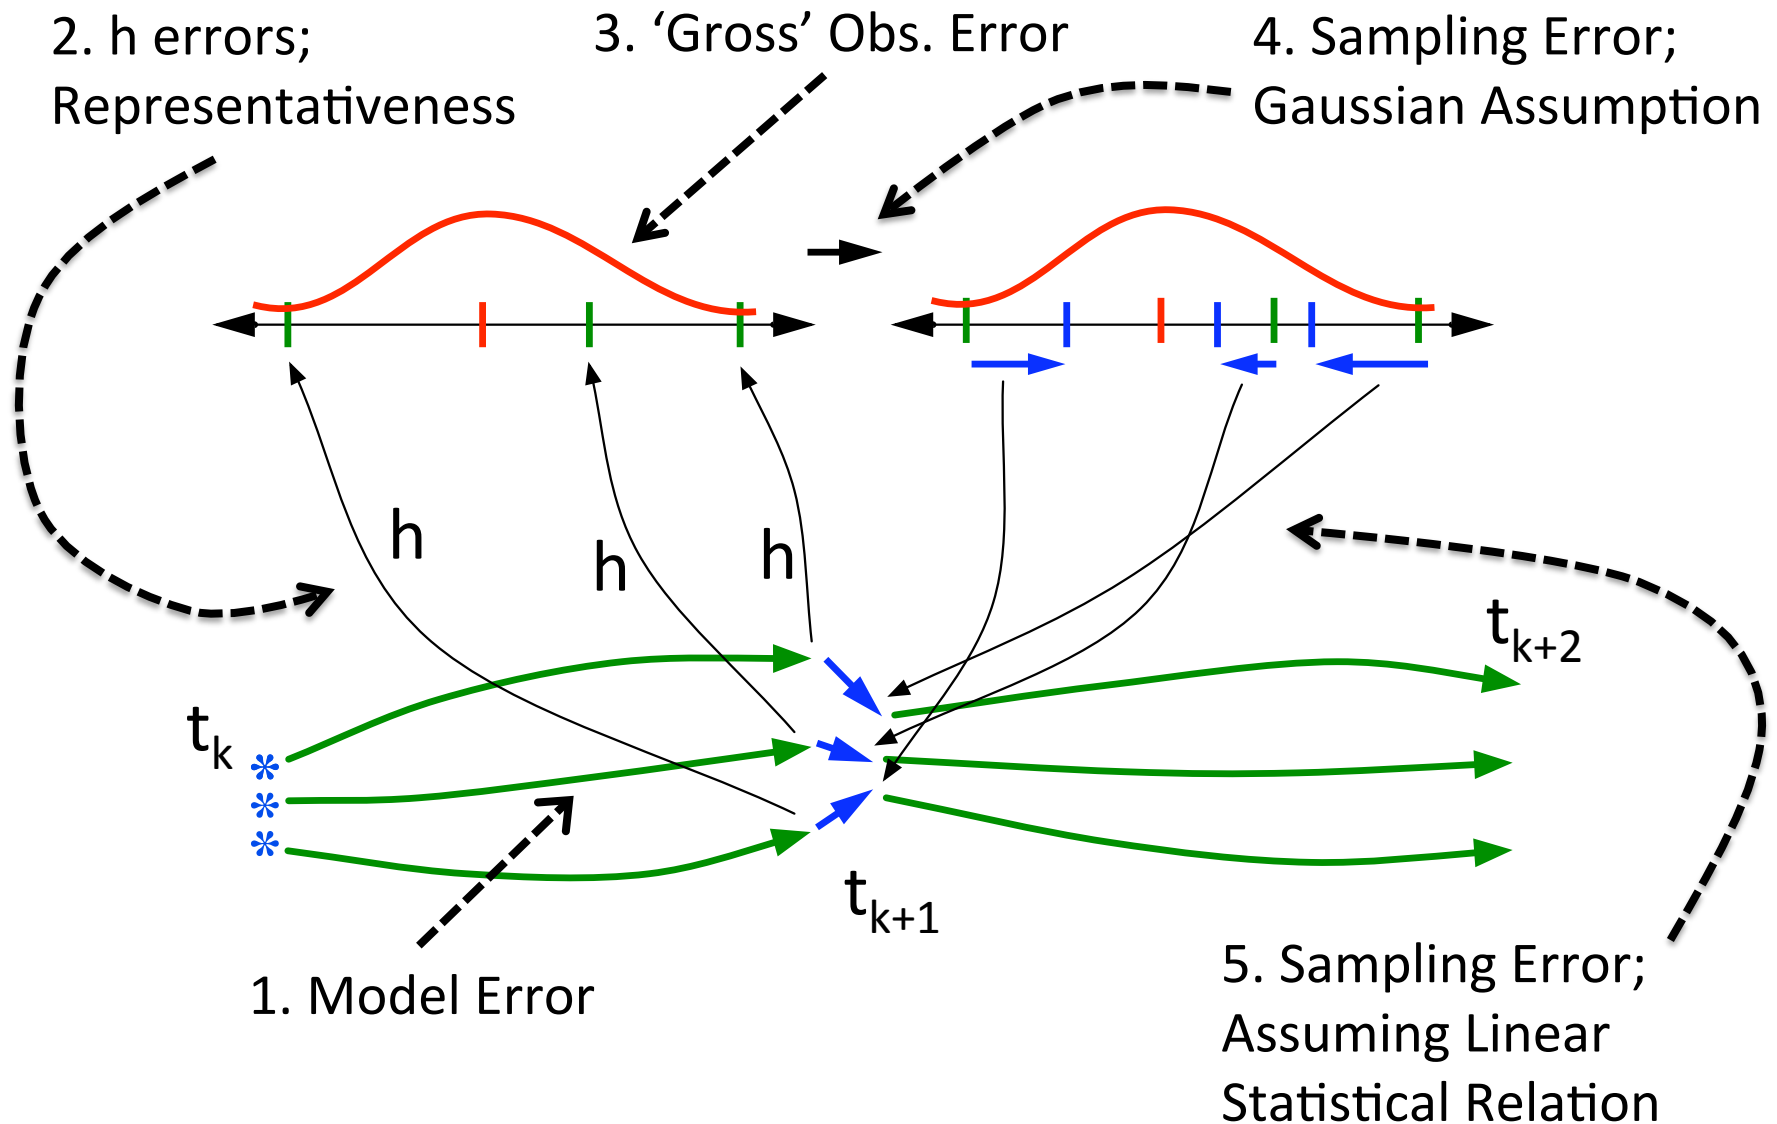 2. h errors;
Representativeness
3. ‘Gross’ Obs. Error
4. Sampling Error;
Gaussian Assumption
h
h
h
t_k
t_k+1
t_k+2
1. Model Error
5. Sampling Error;
Assuming Linear
Statistical Relation